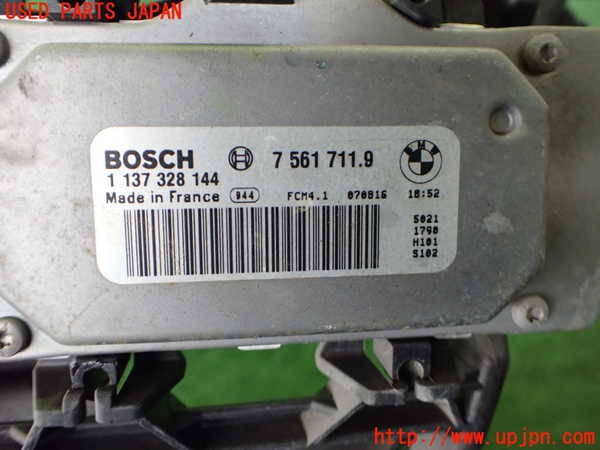 USED PARTS JAPAN
BOSCH 7 561 711.9
1 137 328 144
Made in France 944 FCM4.1 070816 18:52
5021
1790
H101
S102
http://www.upjpn.com/